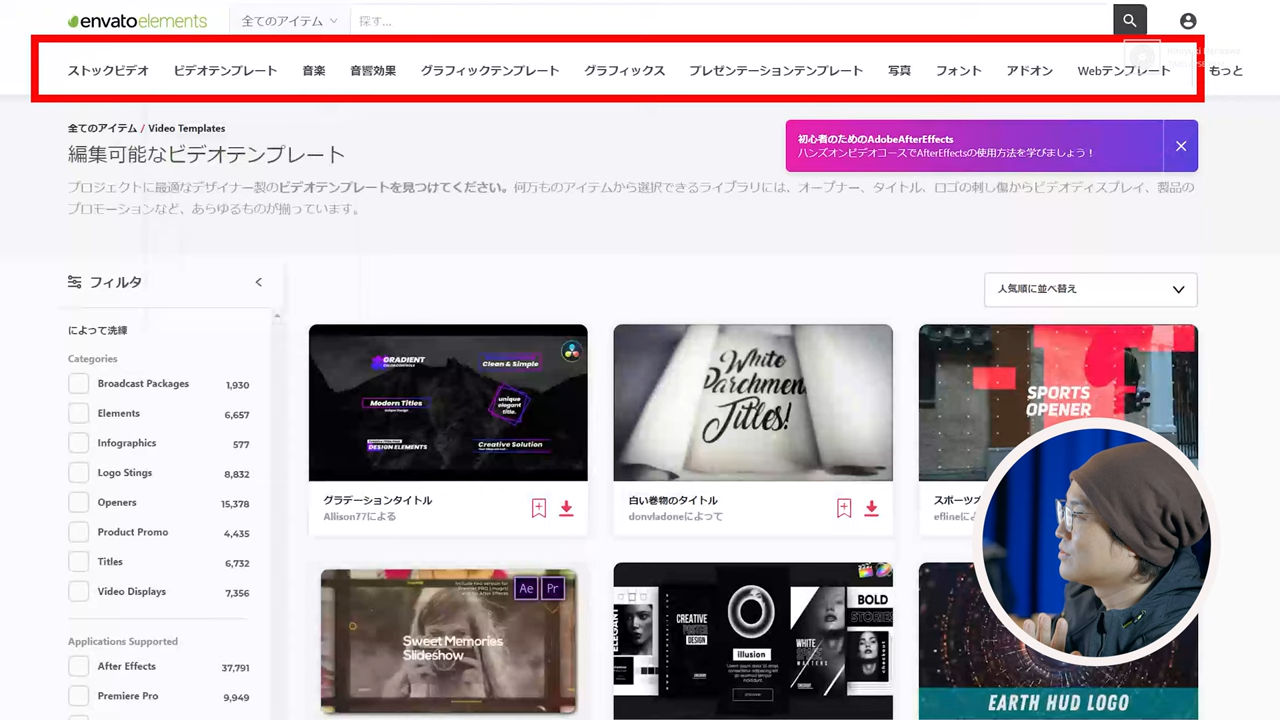 envatoelements 全てのアイテム 探す...
ストックビデオ ビデオテンプレート 音楽 音響効果 グラフィックテンプレート グラフィックス プレゼンテーションテンプレート 写真 フォント アドオン Webテンプレート もっと
全てのアイテム / Video Templates
編集可能なビデオテンプレート
初心者のためのAdobeAfterEffects
ハンズオンビデオコースでAfterEffectsの使用方法を学びましょう！
プロジェクトに最適なデザイナー製のビデオテンプレートを見つけてください。何万ものアイテムから選択できるライブラリには、オープナー、タイトル、ロゴの刺し傷からビデオディスプレイ、製品の
プロモーションなど、あらゆるものが揃っています。
フィルタ
人気順に並べ替え
によって洗練
Categories
Broadcast Packages 1,930
Elements 6,657
Infographics 577
Logo Stings 8,832
Openers 15,378
Product Promo 4,435
Titles 6,732
Video Displays 7,356
Applications Supported
After Effects 37,791
Premiere Pro 9,949
GRADIENT
Clean & Simple
Modern Titles
unique
elegant
title.
DESIGN ELEMENTS
Creative Solution
グラデーションタイトル
Allison77による
White
Parchment
Titles!
白い巻物のタイトル
donvladoneによって
SPORTS
OPENER
スポーツ
eflineによ
Ae Pr
Sweet Memories
Slideshow
ELEGANT
CREATIVE
POSTER
DESIGN
illusion
WHITE
BOLD
STORIES
EARTH HUD LOGO